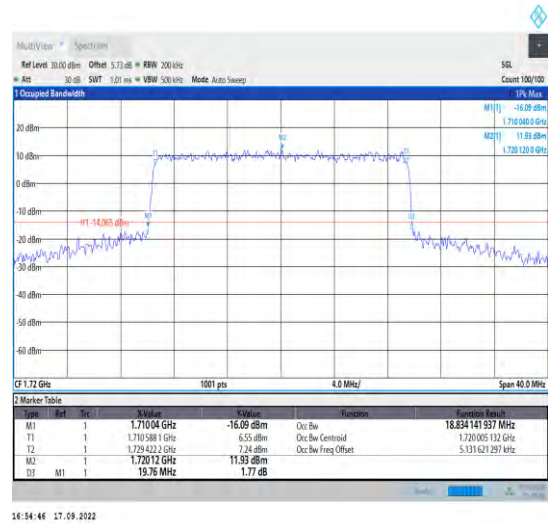 MultiView Spectrum
Ref Level 30.00 dBm Offset 5.73 dB RBW 200 kHz SGL
Att 30 dB SWT 1.01 ms VBW 500 kHz Mode Auto Sweep Count 100/100
1 Occupied Bandwidth 1Pk Max
M1[1] -16.09 dBm
1.710 040 0 GHz
M2[1] 11.93 dBm
1.720 120 0 GHz
20 dBm
M2
10 dBm
T1
0 dBm
-10 dBm
M1
D3
H1 -14.065 dBm
-20 dBm
-30 dBm
-40 dBm
-50 dBm
-60 dBm
CF 1.72 GHz 1001 pts 4.0 MHz/ Span 40.0 MHz
2 Marker Table
Type Ref Trc X-Value Y-Value Function Function Result
M1 1 1.71004 GHz -16.09 dBm Occ Bw 18.834 141 937 MHz
T1 1 1.710 588 1 GHz 6.55 dBm Occ Bw Centroid 1.720 005 132 GHz
T2 1 1.729 422 2 GHz 7.24 dBm Occ Bw Freq Offset 5.131 621 297 kHz
M2 1 1.72012 GHz 11.93 dBm
D3 M1 1 19.76 MHz 1.77 dB
16:54:46 17.09.2022